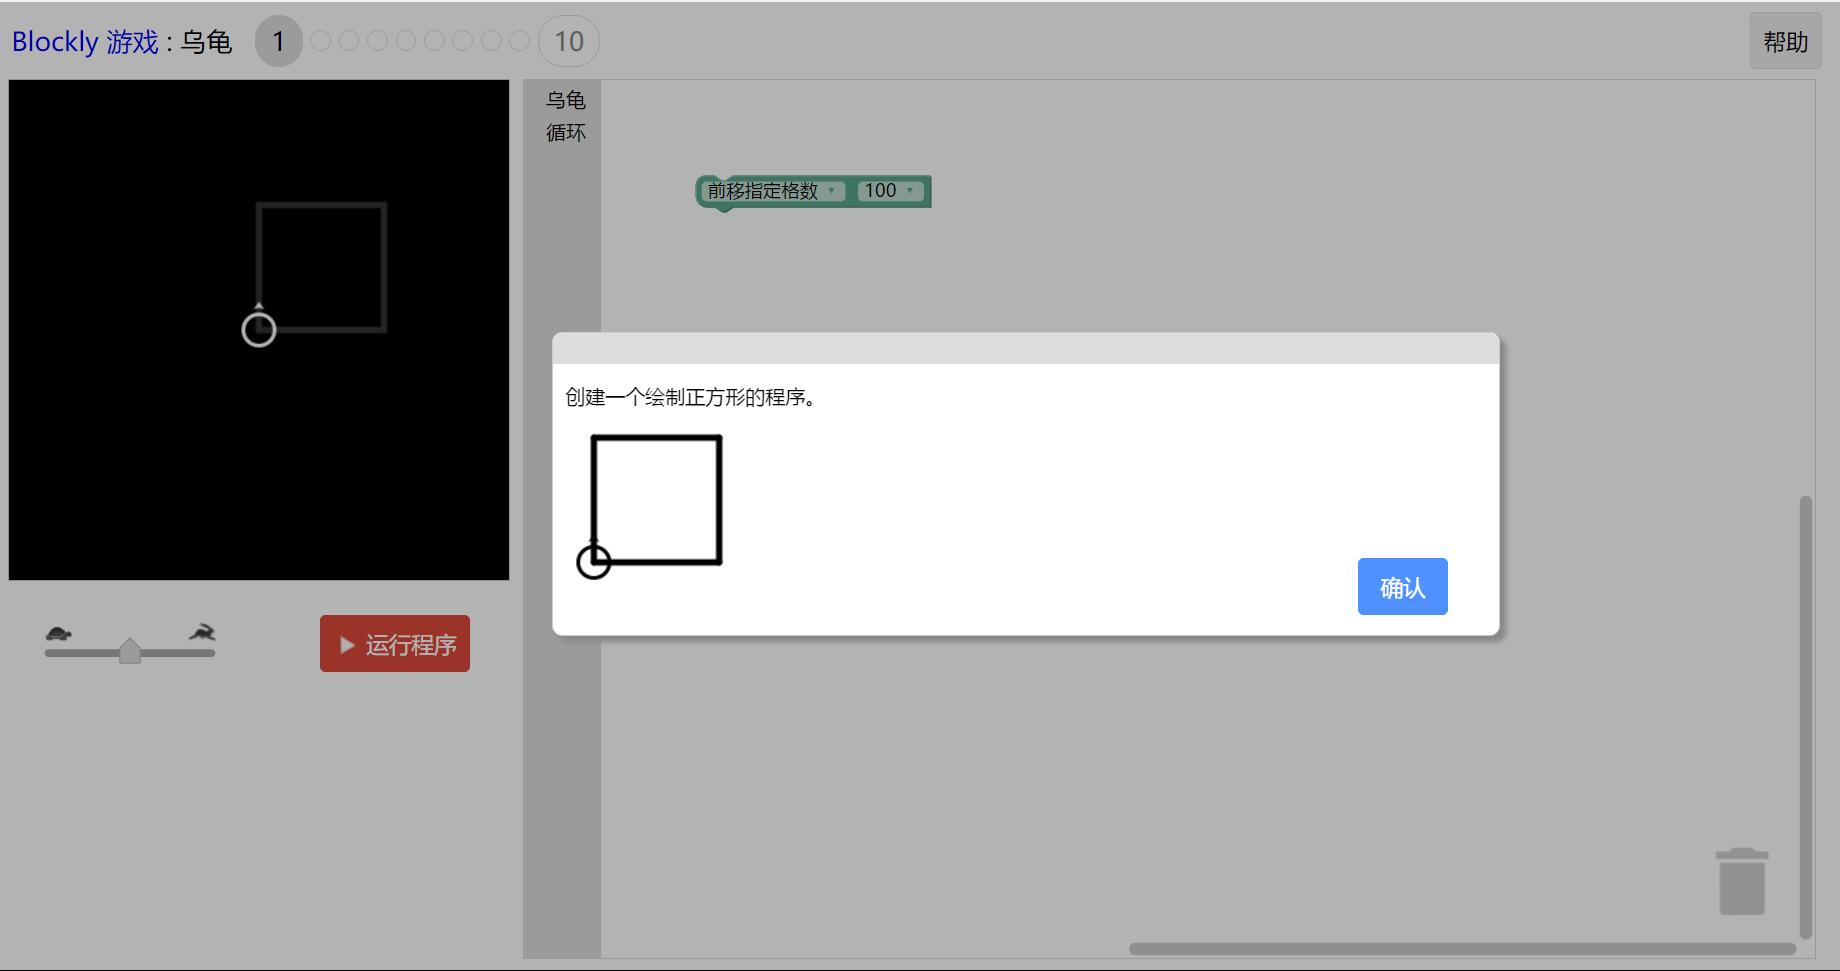 Blockly 游戏 : 乌龟 1 10
帮助
乌龟
循环
前移指定格数 100
创建一个绘制正方形的程序。
确认
运行程序